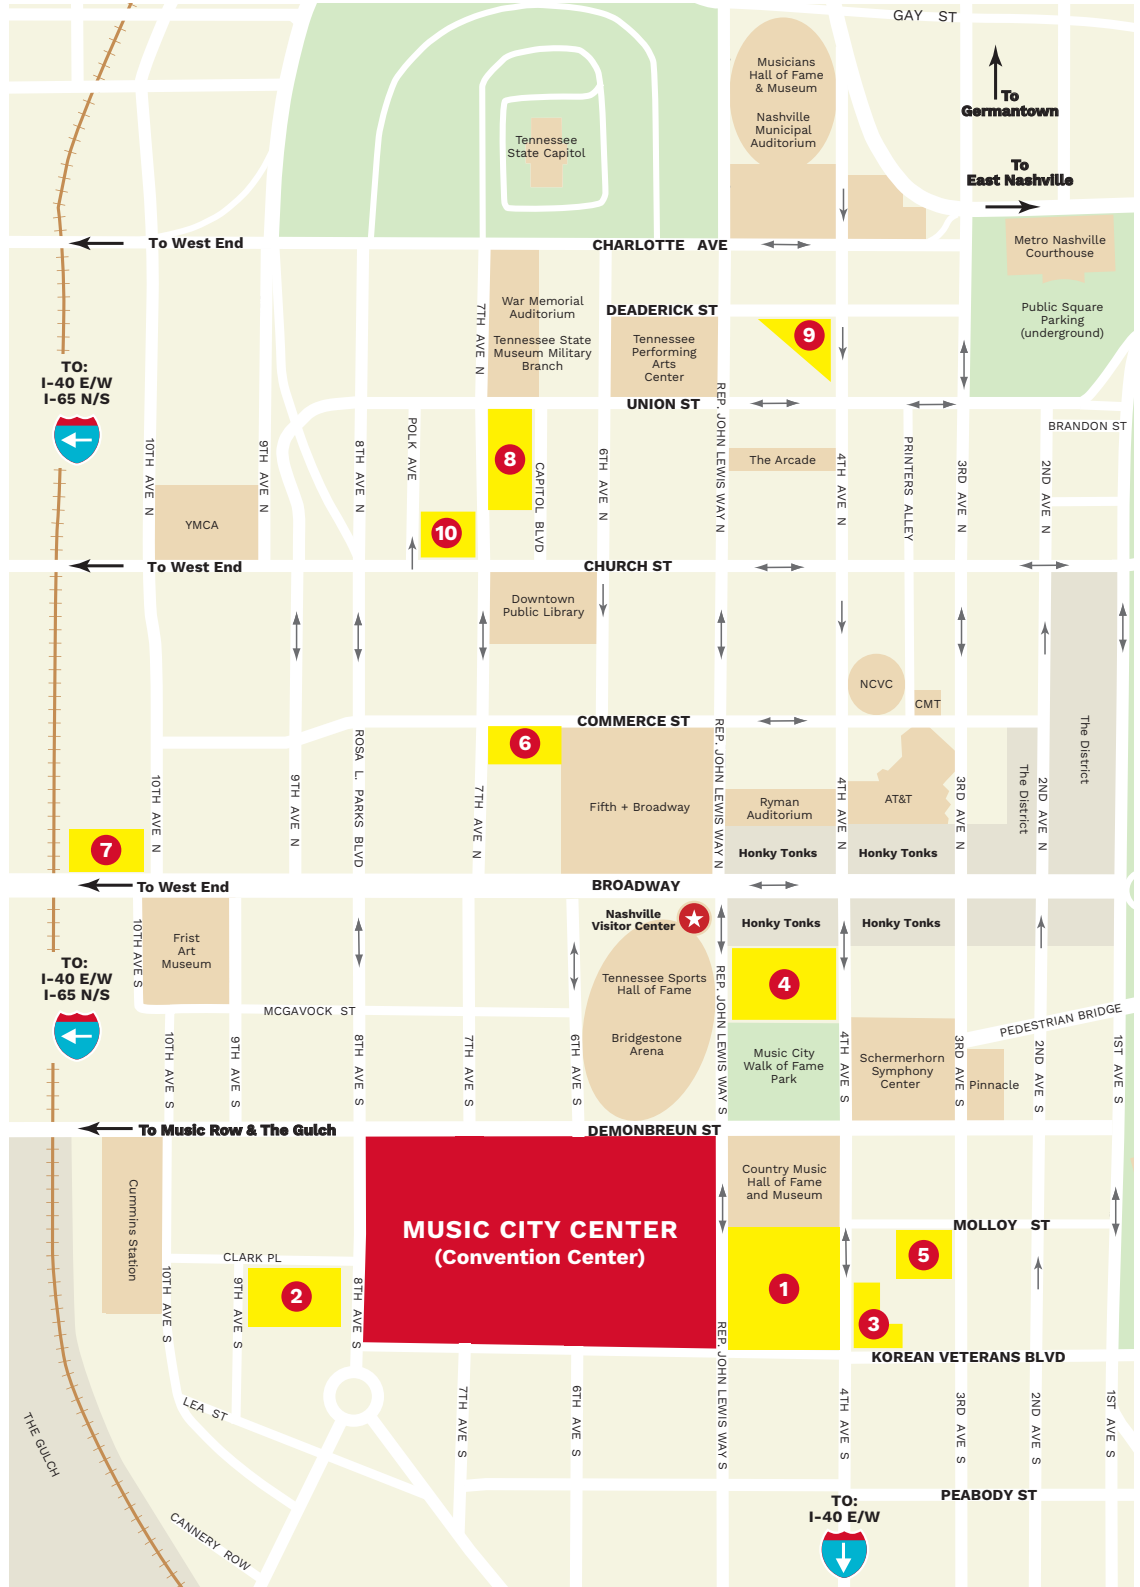 GAY ST
Musicians
Hall of Fame
& Museum
Nashville
Municipal
Auditorium
To
Germantown
To
East Nashville
Tennessee
State Capitol
To West End
CHARLOTTE AVE
Metro Nashville
Courthouse
Public Square
Parking
(underground)
War Memorial
Auditorium
Tennessee State
Museum Military
Branch
7TH AVE N
DEADERICK ST
Tennessee
Performing
Arts
Center
9
TO:
I-40 E/W
I-65 N/S
UNION ST
REP. JOHN LEWIS WAY N
BRANDON ST
10TH AVE N
9TH AVE N
8TH AVE N
POLK AVE
8
CAPITOL BLVD
6TH AVE N
The Arcade
4TH AVE N
PRINTERS ALLEY
3RD AVE N
2ND AVE N
YMCA
10
To West End
CHURCH ST
Downtown
Public Library
NCVC
CMT
COMMERCE ST
The District
6
ROSA L. PARKS BLVD
REP. JOHN LEWIS WAY N
10TH AVE N
9TH AVE N
7TH AVE N
Fifth + Broadway
Ryman
Auditorium
4TH AVE N
AT&T
3RD AVE N
The District
2ND AVE N
7
Honky Tonks
Honky Tonks
To West End
BROADWAY
Nashville
Visitor Center
Honky Tonks
Honky Tonks
10TH AVE S
Frist
Art
Museum
TO:
I-40 E/W
I-65 N/S
Tennessee Sports
Hall of Fame
Bridgestone
Arena
REP. JOHN LEWIS WAY S
4
MCGAVOCK ST
PEDESTRIAN BRIDGE
10TH AVE S
9TH AVE S
8TH AVE S
7TH AVE S
6TH AVE S
Music City
Walk of Fame
Park
4TH AVE S
Schermerhorn
Symphony
Center
3RD AVE S
Pinnacle
2ND AVE S
1ST AVE S
To Music Row & The Gulch
DEMONBREUN ST
Cummins Station
Country Music
Hall of Fame
and Museum
MUSIC CITY CENTER
(Convention Center)
MOLLOY ST
CLARK PL
5
10TH AVE S
9TH AVE S
2
8TH AVE S
1
3
REP. JOHN LEWIS WAY S
KOREAN VETERANS BLVD
LEA ST
THE GULCH
7TH AVE S
6TH AVE S
4TH AVE S
3RD AVE S
2ND AVE S
1ST AVE S
PEABODY ST
TO:
I-40 E/W
CANNERY ROW